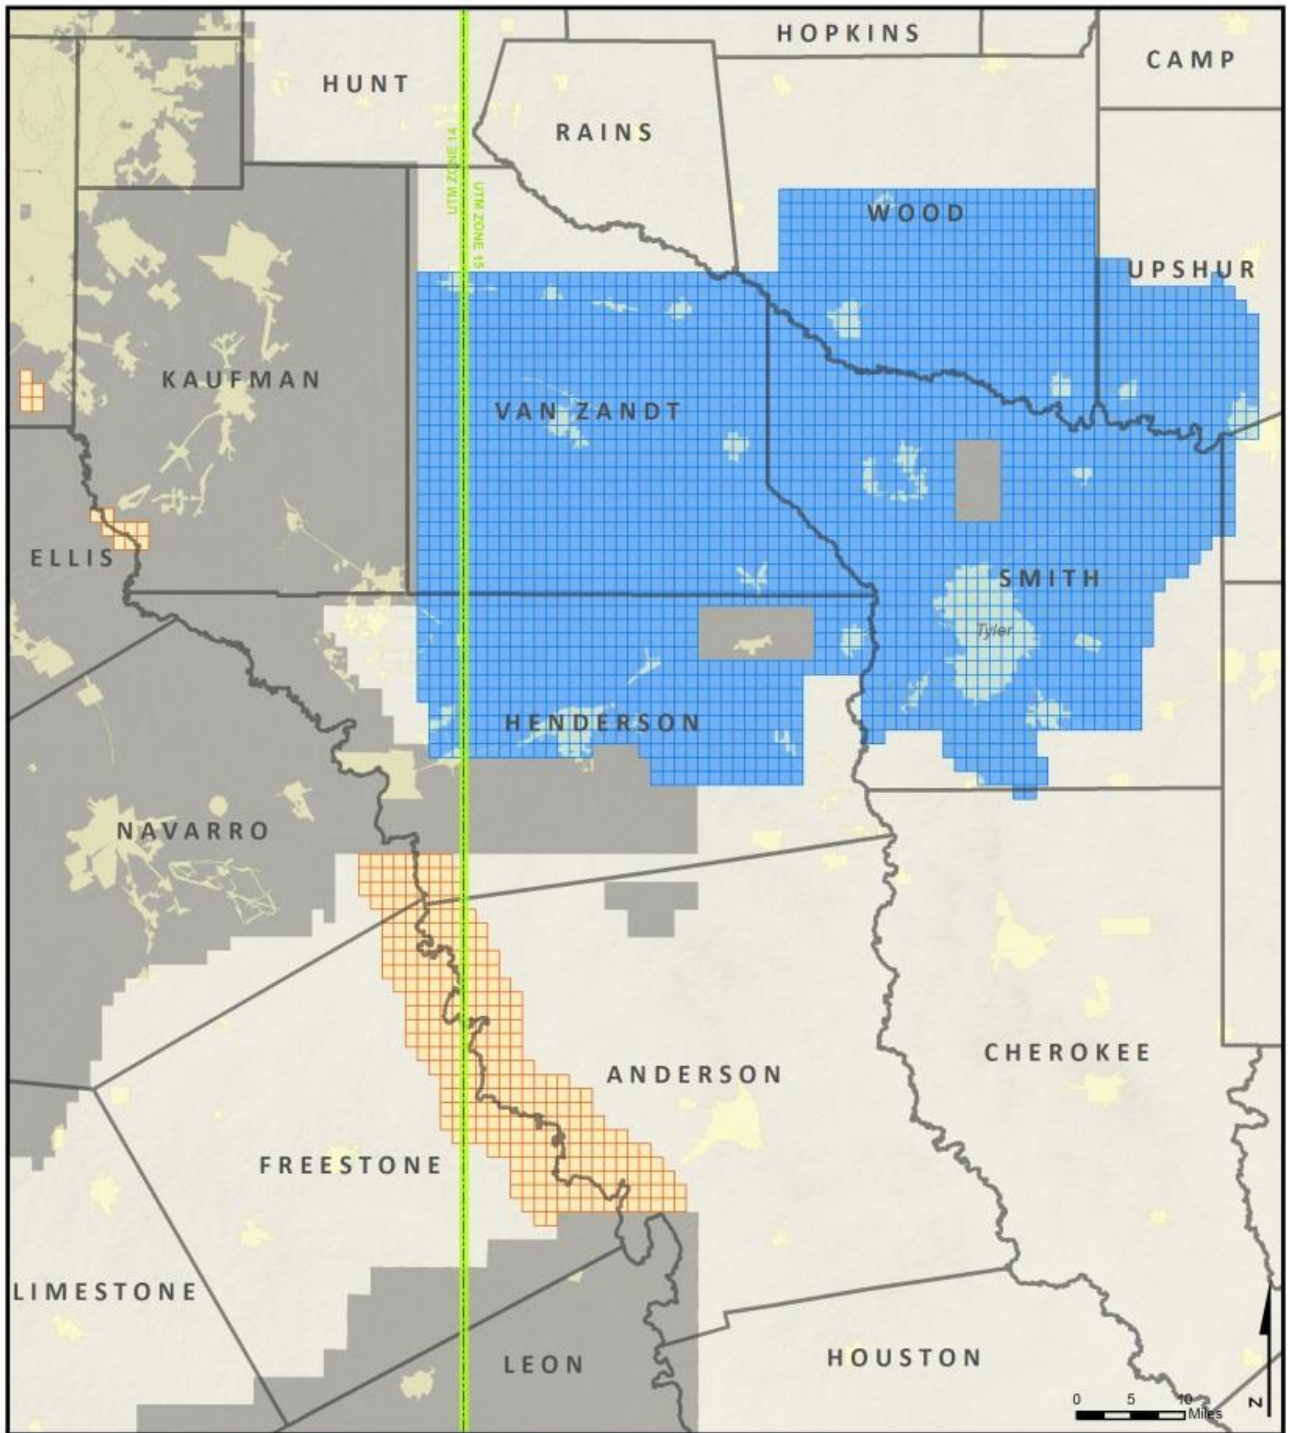 HOPKINS
CAMP
HUNT
RAINS
UTM ZONE 14
UTM ZONE 15
WOOD
UPSHUR
KAUFMAN
VAN ZANDT
ELLIS
SMITH
Tyler
HENDERSON
NAVARRO
CHEROKEE
ANDERSON
FREESTONE
LIMESTONE
LEON
HOUSTON
0 5 10
Miles
N